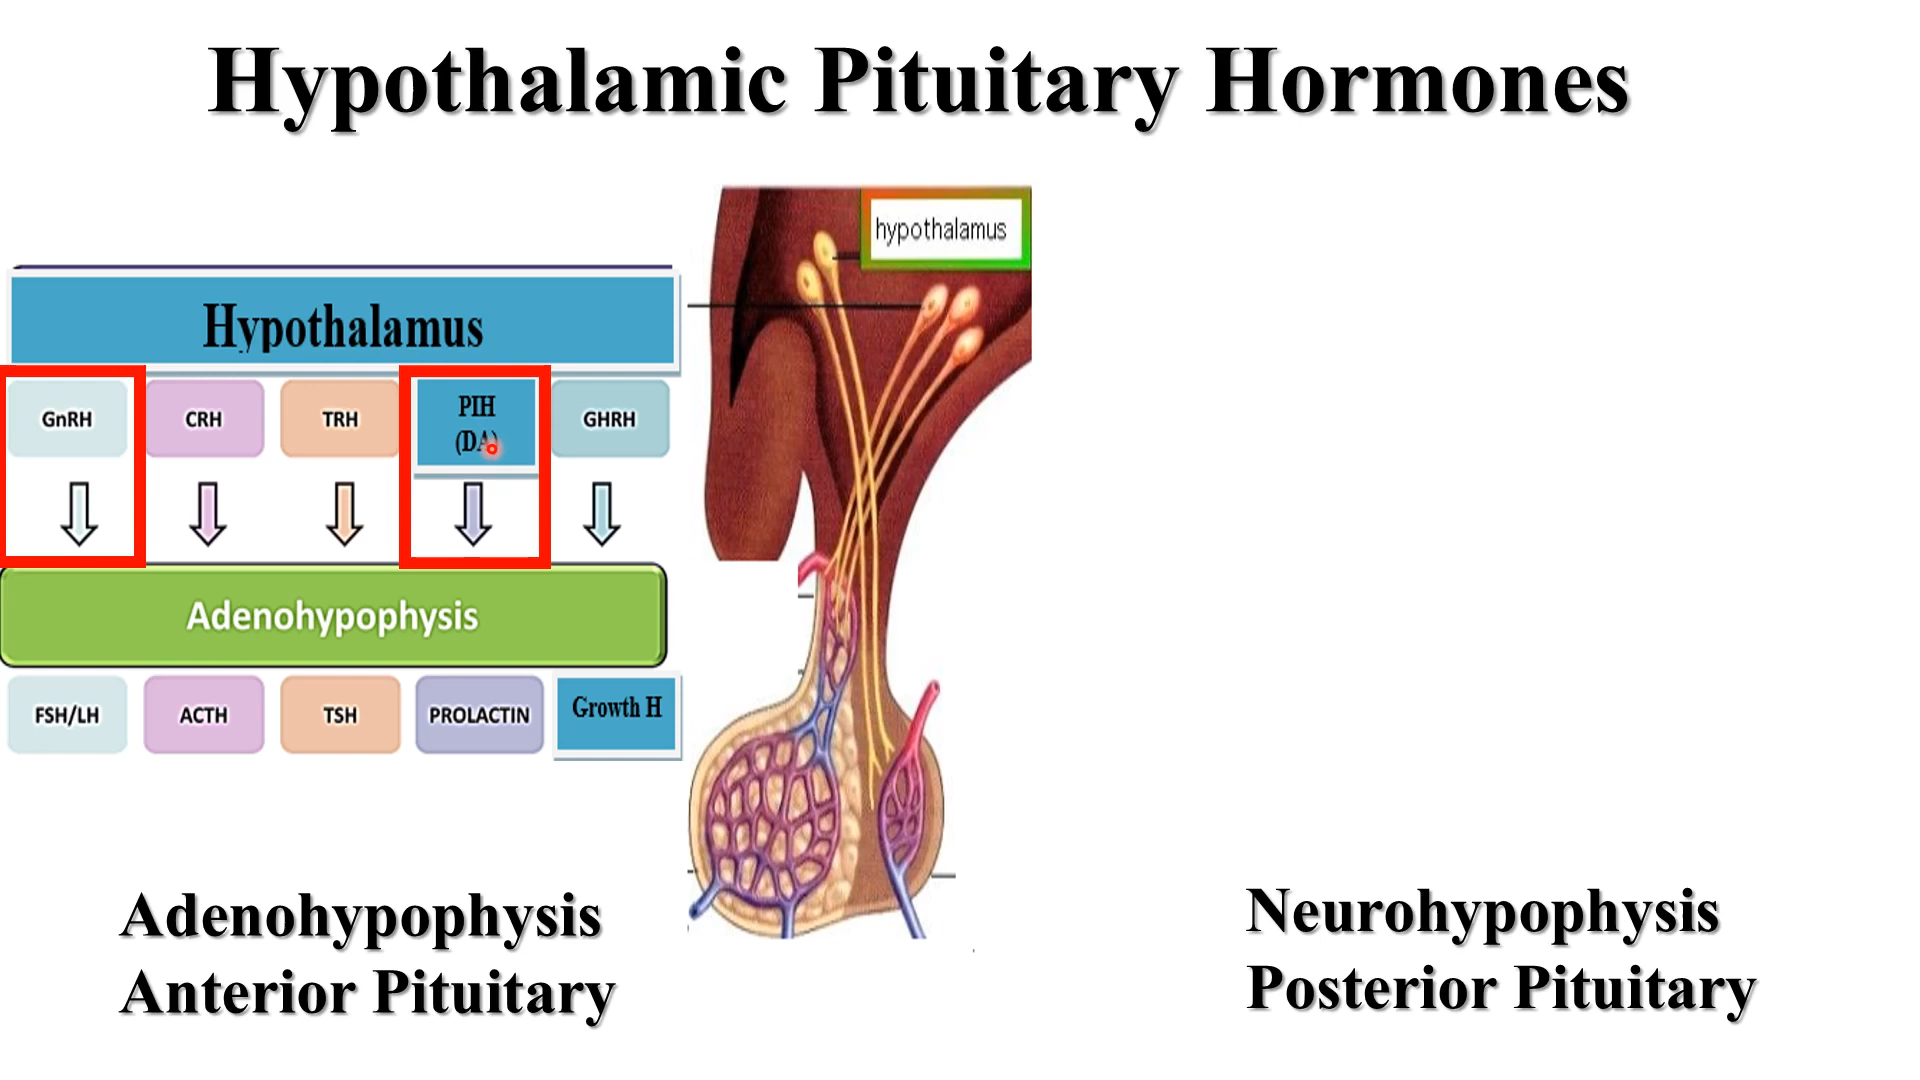 Hypothalamic Pituitary Hormones
hypothalamus
Hypothalamus
GnRH
CRH
TRH
PIH
(DA)
GHRH
Adenohypophysis
FSH/LH
ACTH
TSH
PROLACTIN
Growth H
Adenohypophysis
Anterior Pituitary
Neurohypophysis
Posterior Pituitary